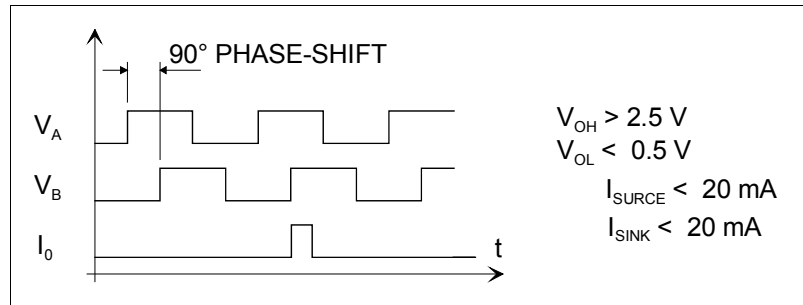 90° PHASE-SHIFT
V_A
V_B
I_0
t
V_OH > 2.5 V
V_OL < 0.5 V
I_SURCE < 20 mA
I_SINK < 20 mA